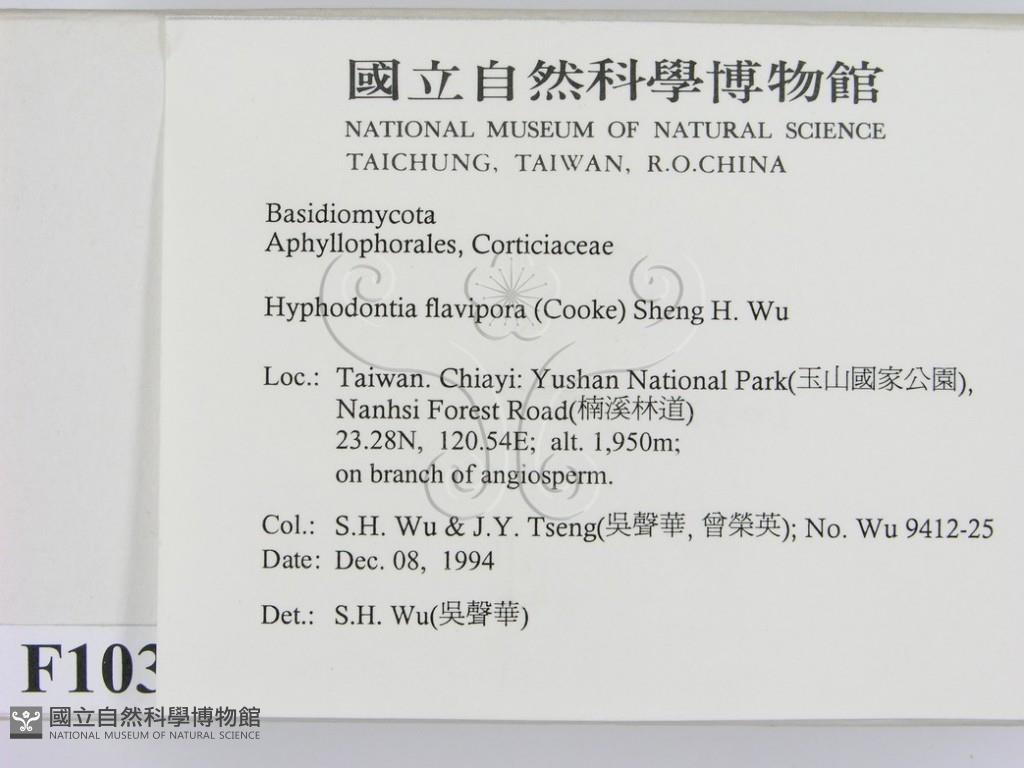 國立自然科學博物館
NATIONAL MUSEUM OF NATURAL SCIENCE
TAICHUNG, TAIWAN, R.O.CHINA
Basidiomycota
Aphyllophorales, Corticiaceae
Hyphodontia flavipora (Cooke) Sheng H. Wu
Loc.: Taiwan. Chiayi: Yushan National Park(玉山國家公園),
Nanhsi Forest Road(楠溪林道)
23.28N, 120.54E; alt. 1,950m;
on branch of angiosperm.
Col.: S.H. Wu & J.Y. Tseng(吳聲華, 曾榮英); No. Wu 9412-25
Date: Dec. 08, 1994
Det.: S.H. Wu(吳聲華)
F103
國立自然科學博物館
NATIONAL MUSEUM OF NATURAL SCIENCE